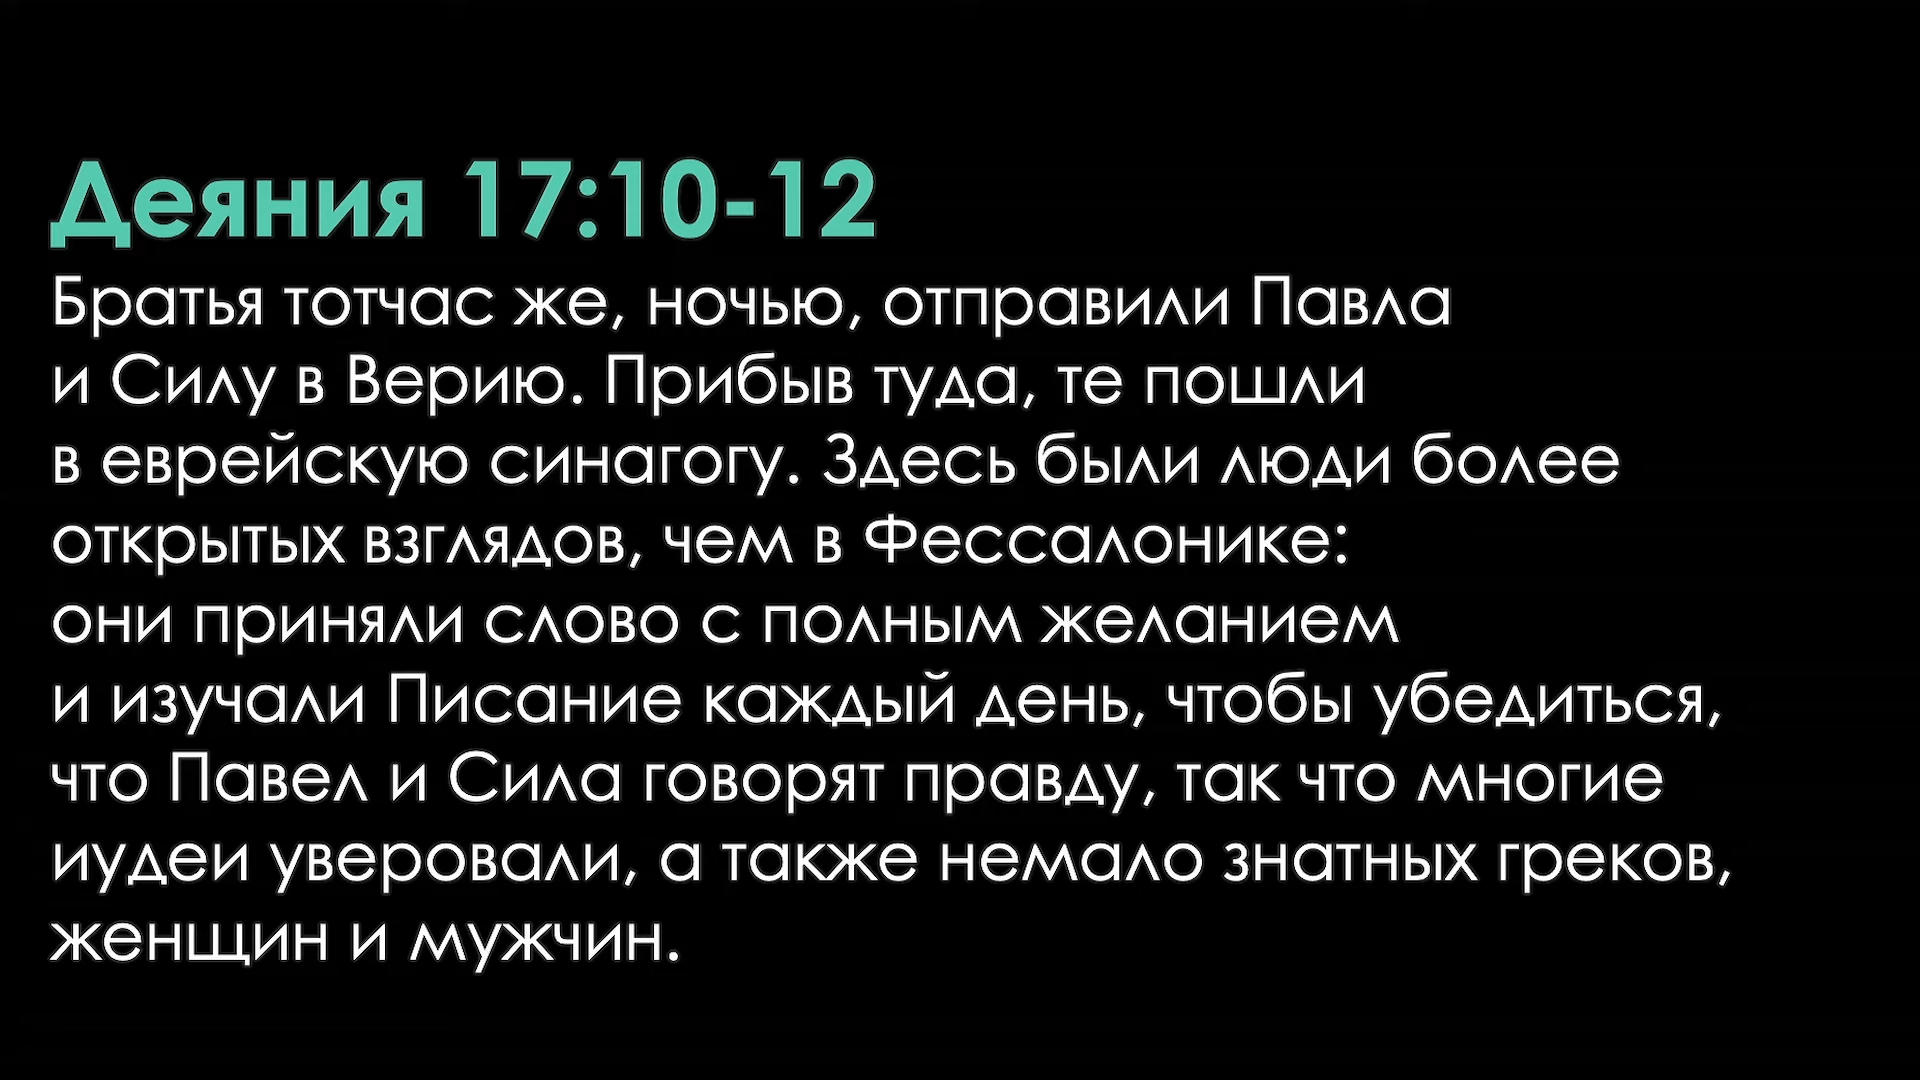 Деяния 17:10-12
Братья тотчас же, ночью, отправили Павла
и Силу в Верию. Прибыв туда, те пошли
в еврейскую синагогу. Здесь были люди более
открытых взглядов, чем в Фессалонике:
они приняли слово с полным желанием
и изучали Писание каждый день, чтобы убедиться,
что Павел и Сила говорят правду, так что многие
иудеи уверовали, а также немало знатных греков,
женщин и мужчин.